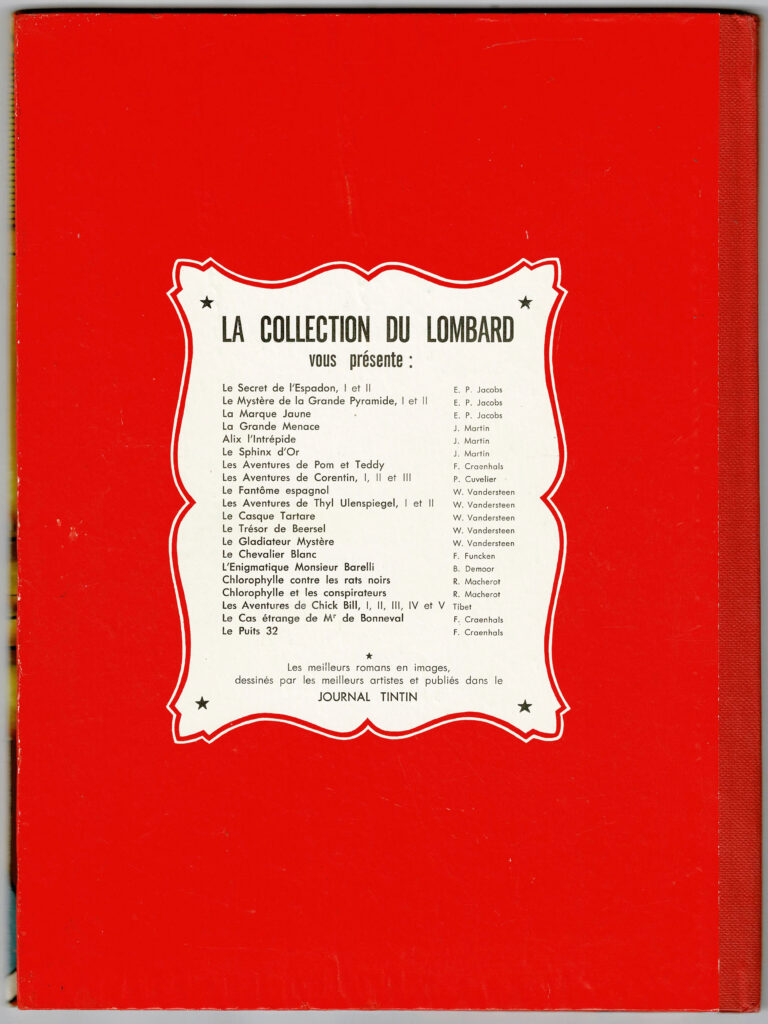 LA COLLECTION DU LOMBARD
vous présente :
Le Secret de l'Espadon, I et II E. P. Jacobs
Le Mystère de la Grande Pyramide, I et II E. P. Jacobs
La Marque Jaune E. P. Jacobs
La Grande Menace J. Martin
Alix l'Intrépide J. Martin
Le Sphinx d'Or J. Martin
Les Aventures de Pom et Teddy F. Craenhals
Les Aventures de Corentin, I, II et III P. Cuvelier
Le Fantôme espagnol W. Vandersteen
Les Aventures de Thyl Ulenspiegel, I et II W. Vandersteen
Le Casque Tartare W. Vandersteen
Le Trésor de Beersel W. Vandersteen
Le Gladiateur Mystère W. Vandersteen
Le Chevalier Blanc F. Funcken
L'Enigmatique Monsieur Barelli B. Demoor
Chlorophylle contre les rats noirs R. Macherot
Chlorophylle et les conspirateurs R. Macherot
Les Aventures de Chick Bill, I, II, III, IV et V Tibet
Le Cas étrange de Mr de Bonneval F. Craenhals
Le Puits 32 F. Craenhals
Les meilleurs romans en images,
dessinés par les meilleurs artistes et publiés dans le
JOURNAL TINTIN